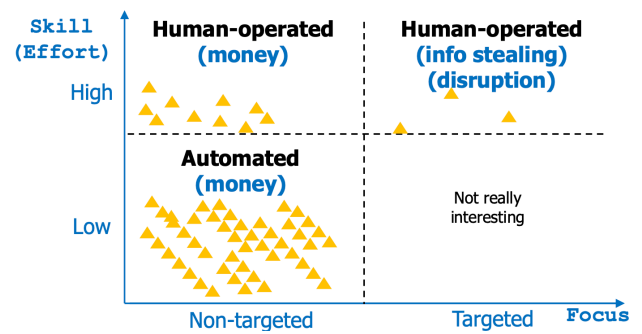 Skill
(Effort)
Human-operated
(money)
Human-operated
(info stealing)
(disruption)
High
Automated
(money)
Not really
interesting
Low
Non-targeted
Targeted
Focus